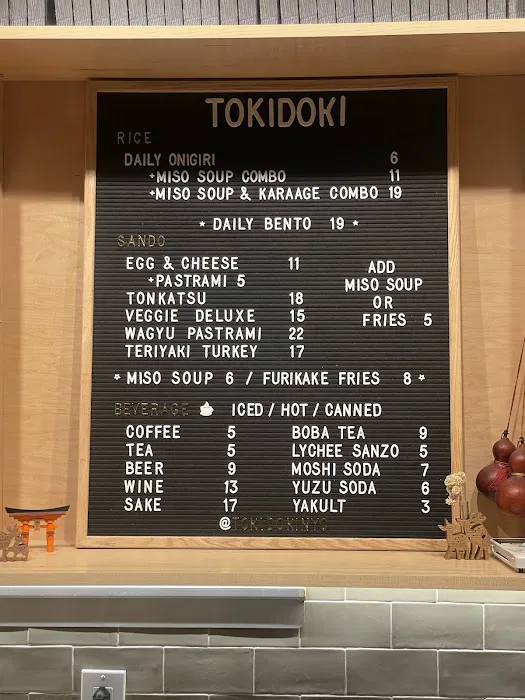 TOKIDOKI
RICE
DAILY ONIGIRI 6
+MISO SOUP COMBO 11
+MISO SOUP & KARAAGE COMBO 19
* DAILY BENTO 19 *
SANDO
EGG & CHEESE 11
+PASTRAMI 5
TONKATSU 18
VEGGIE DELUXE 15
WAGYU PASTRAMI 22
TERIYAKI TURKEY 17
ADD
MISO SOUP
OR
FRIES 5
* MISO SOUP 6 / FURIKAKE FRIES 8 *
BEVERAGE ICED / HOT / CANNED
COFFEE 5
TEA 5
BEER 9
WINE 13
SAKE 17
BOBA TEA 9
LYCHEE SANZO 5
MOSHI SODA 7
YUZU SODA 6
YAKULT 3
@TOKIDOKINYC